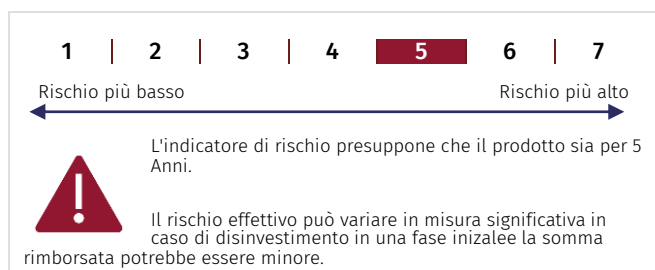 1 | 2 | 3 | 4 | 5 | 6 | 7
Rischio più basso Rischio più alto
L'indicatore di rischio presuppone che il prodotto sia per 5
Anni.
Il rischio effettivo può variare in misura significativa in
caso di disinvestimento in una fase inizalee la somma
rimborsata potrebbe essere minore.